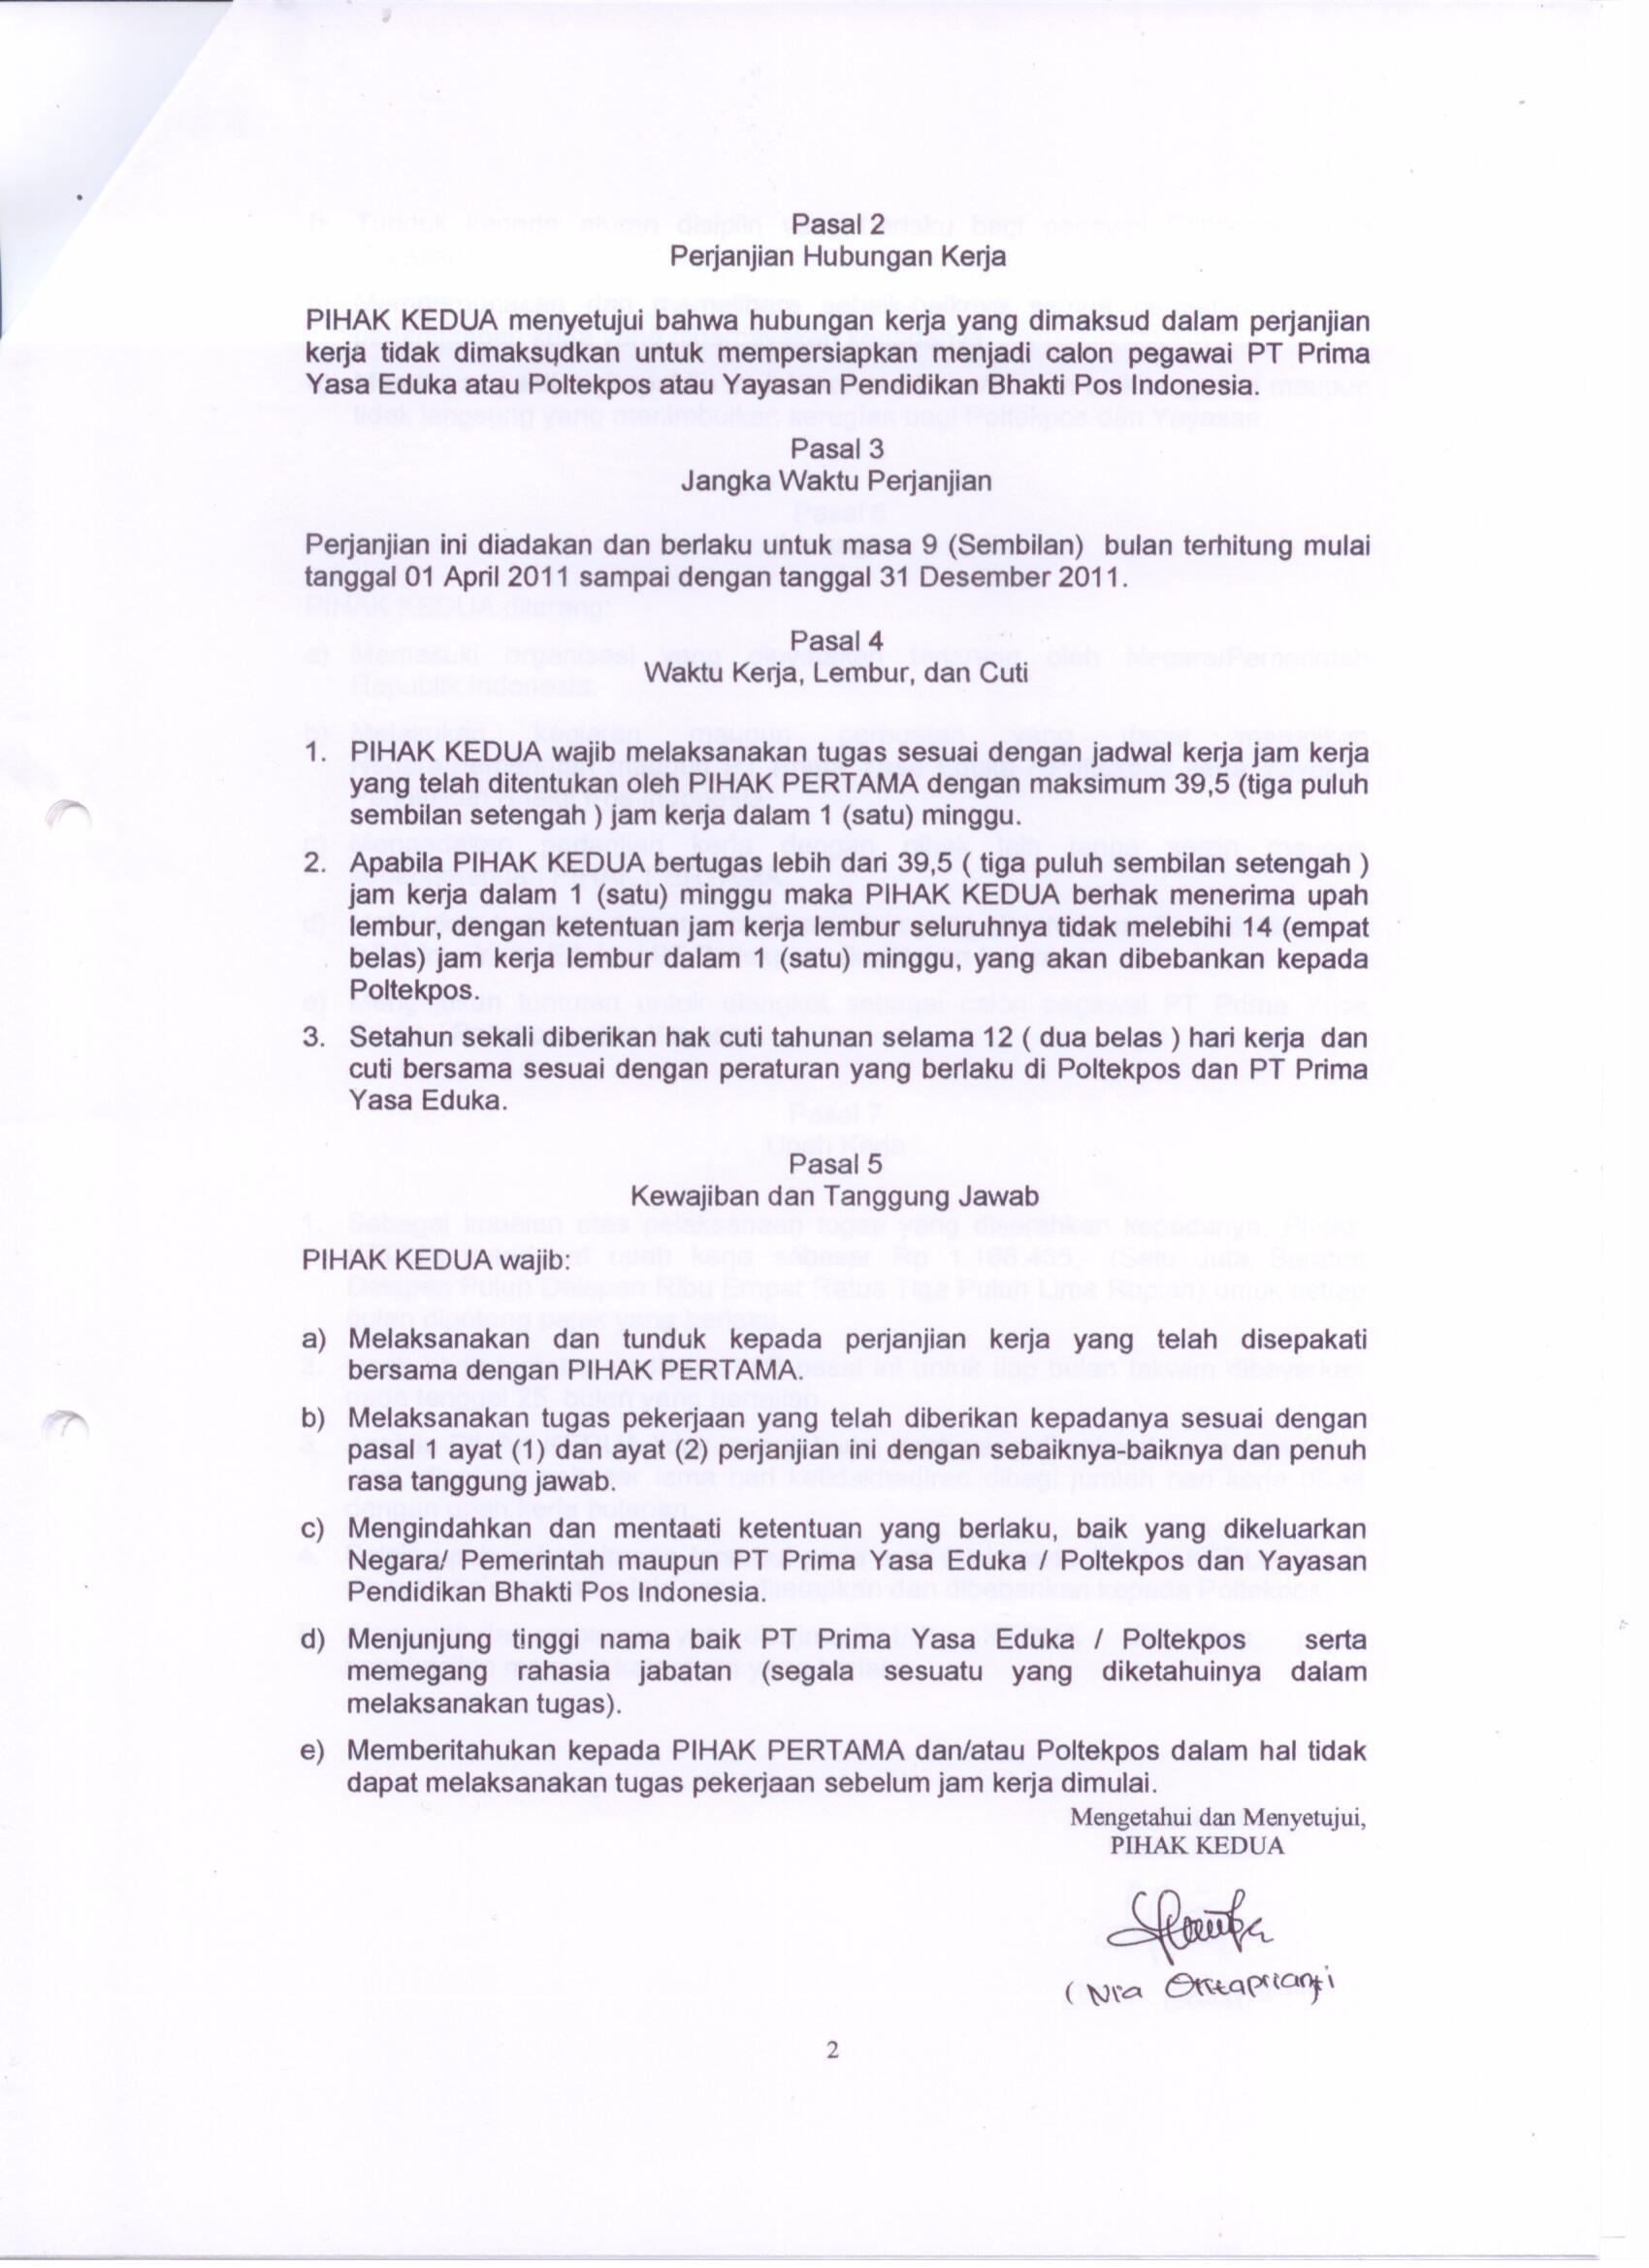 Pasal 2
Perjanjian Hubungan Kerja
PIHAK KEDUA menyetujui bahwa hubungan kerja yang dimaksud dalam perjanjian
kerja tidak dimaksudkan untuk mempersiapkan menjadi calon pegawai PT Prima
Yasa Eduka atau Poltekpos atau Yayasan Pendidikan Bhakti Pos Indonesia.
Pasal 3
Jangka Waktu Perjanjian
Perjanjian ini diadakan dan berlaku untuk masa 9 (Sembilan) bulan terhitung mulai
tanggal 01 April 2011 sampai dengan tanggal 31 Desember 2011.
Pasal 4
Waktu Kerja, Lembur, dan Cuti
1. PIHAK KEDUA wajib melaksanakan tugas sesuai dengan jadwal kerja jam kerja
yang telah ditentukan oleh PIHAK PERTAMA dengan maksimum 39,5 (tiga puluh
sembilan setengah ) jam kerja dalam 1 (satu) minggu.
2. Apabila PIHAK KEDUA bertugas lebih dari 39,5 ( tiga puluh sembilan setengah )
jam kerja dalam 1 (satu) minggu maka PIHAK KEDUA berhak menerima upah
lembur, dengan ketentuan jam kerja lembur seluruhnya tidak melebihi 14 (empat
belas) jam kerja lembur dalam 1 (satu) minggu, yang akan dibebankan kepada
Poltekpos.
3. Setahun sekali diberikan hak cuti tahunan selama 12 ( dua belas ) hari kerja dan
cuti bersama sesuai dengan peraturan yang berlaku di Poltekpos dan PT Prima
Yasa Eduka.
Pasal 5
Kewajiban dan Tanggung Jawab
PIHAK KEDUA wajib:
a) Melaksanakan dan tunduk kepada perjanjian kerja yang telah disepakati
bersama dengan PIHAK PERTAMA.
b) Melaksanakan tugas pekerjaan yang telah diberikan kepadanya sesuai dengan
pasal 1 ayat (1) dan ayat (2) perjanjian ini dengan sebaiknya-baiknya dan penuh
rasa tanggung jawab.
c) Mengindahkan dan mentaati ketentuan yang berlaku, baik yang dikeluarkan
Negara/ Pemerintah maupun PT Prima Yasa Eduka / Poltekpos dan Yayasan
Pendidikan Bhakti Pos Indonesia.
d) Menjunjung tinggi nama baik PT Prima Yasa Eduka / Poltekpos serta
memegang rahasia jabatan (segala sesuatu yang diketahuinya dalam
melaksanakan tugas).
e) Memberitahukan kepada PIHAK PERTAMA dan/atau Poltekpos dalam hal tidak
dapat melaksanakan tugas pekerjaan sebelum jam kerja dimulai.
Mengetahui dan Menyetujui,
PIHAK KEDUA
( Nia Oktaprianti
2